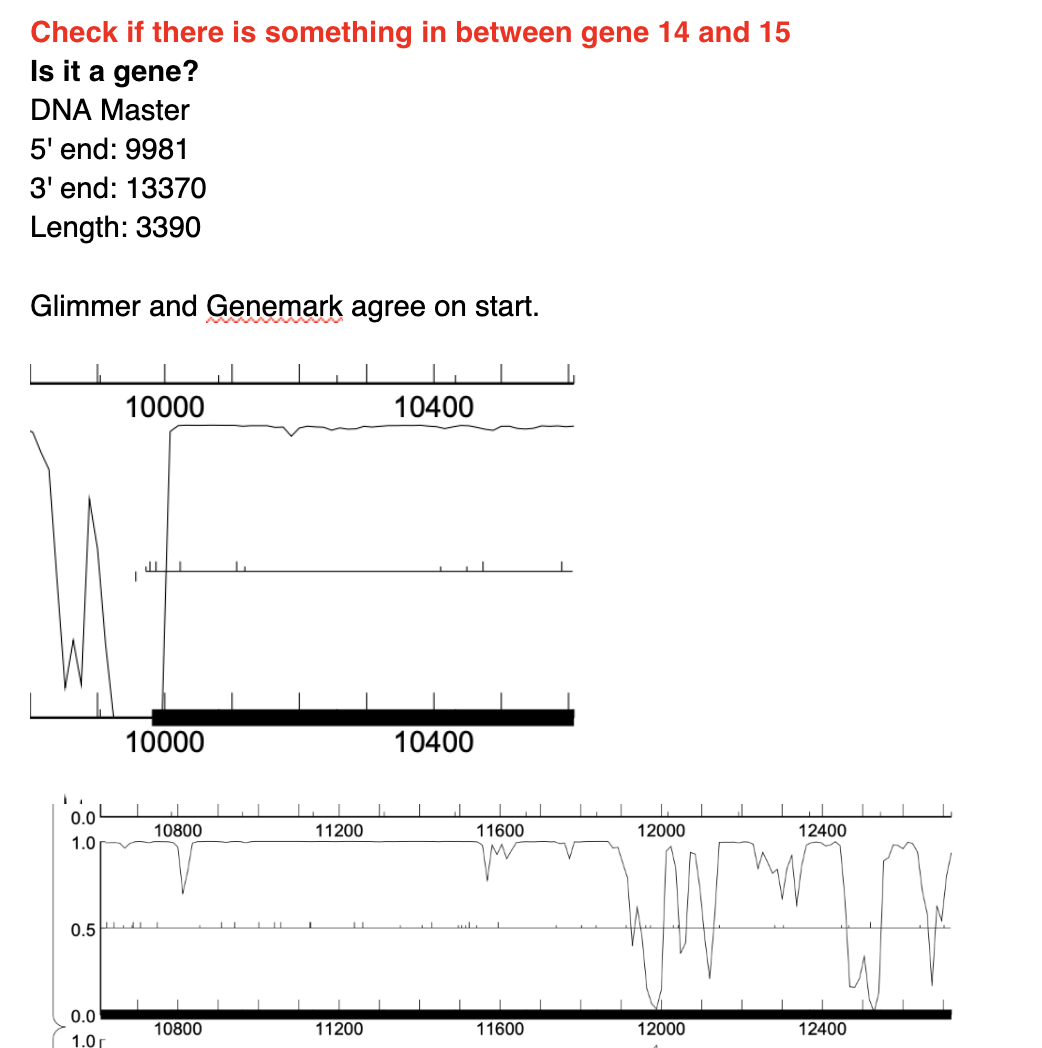 Check if there is something in between gene 14 and 15
Is it a gene?
DNA Master
5' end: 9981
3' end: 13370
Length: 3390
Glimmer and Genemark agree on start.
10000 10400
10000 10400
0.0
10800 11200 11600 12000 12400
1.0
0.5
0.0
10800 11200 11600 12000 12400
1.0